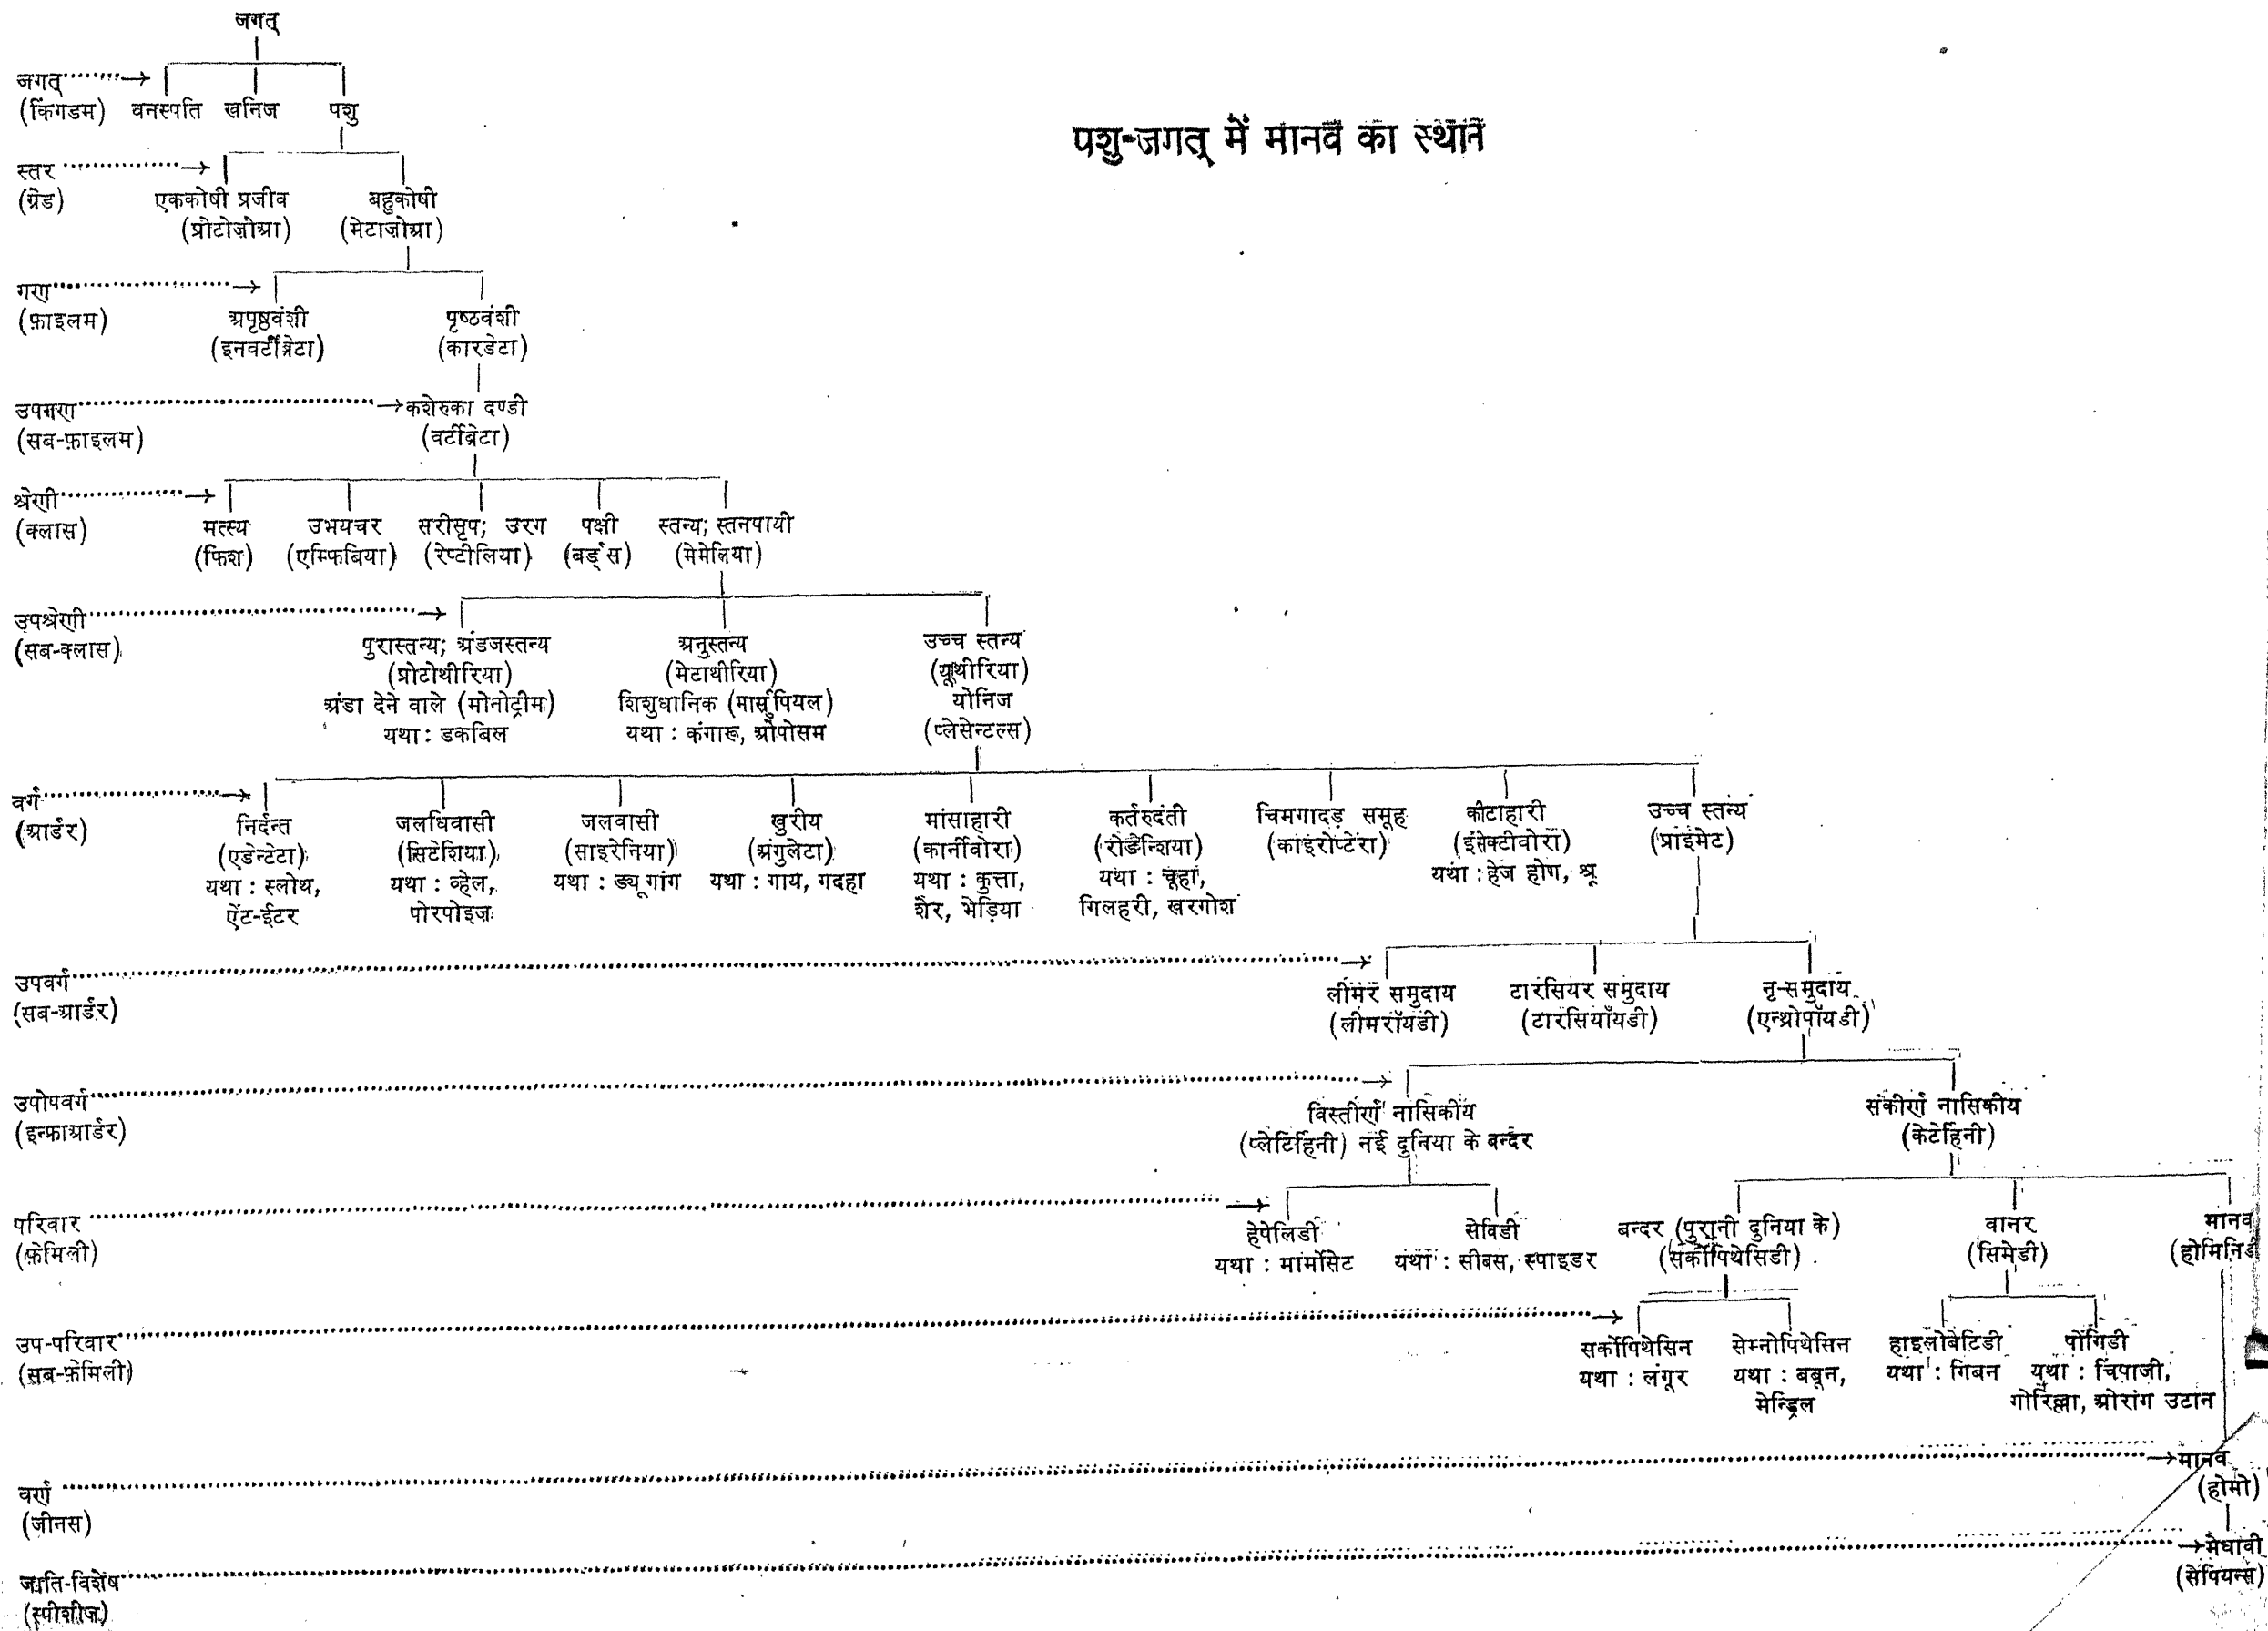 जगत्
जगत् वनस्पति खनिज पशु
(किंगडम)
पशु-जगत् में मानव का स्थान
स्तर एककोषी प्रजीव बहुकोषी
(ग्रेड) (प्रोटोज़ोआ) (मेटाज़ोआ)
गण अपृष्ठवंशी पृष्ठवंशी
(फ़ाइलम) (इनवर्टीब्रेटा) (कारडेटा)
उपगण कशेरुका दण्डी
(सब-फ़ाइलम) (वर्टीब्रेटा)
श्रेणी मत्स्य उभयचर सरीसृप; उरग पक्षी स्तन्य; स्तनपायी
(क्लास) (फिश) (एम्फिबिया) (रेप्टीलिया) (बर्ड्स) (मेमेलिया)
उपश्रेणी पुरास्तन्य; अंडजस्तन्य अनुस्तन्य उच्च स्तन्य
(सब-क्लास) (प्रोटोथीरिया) (मेटाथीरिया) (यूथीरिया)
अंडा देने वाले (मोनोट्रीम) शिशुधानिक (मार्सुपियल) योनिज
यथा : डकबिल यथा : कंगारू, ओपोसम (प्लेसेन्टल्स)
वर्ग निर्दन्त जलधिवासी जलवासी खुरीय मांसाहारी कर्तरुदंती चिमगादड़ समूह कीटाहारी उच्च स्तन्य
(आर्डर) (एडेन्टेटा) (सिटेशिया) (साइरेनिया) (अंगुलेटा) (कार्नीवोरा) (रोडेन्शिया) (काइरोप्टेरा) (इंसेक्टीवोरा) (प्राइमेट)
यथा : स्लोथ, यथा : व्हेल, यथा : ड्यूगांग यथा : गाय, गदहा यथा : कुत्ता, यथा : चूहा, यथा : हेज होग, श्रू
ऐंट-ईटर पोरपोइज़ शेर, भेड़िया गिलहरी, खरगोश
उपवर्ग लीमर समुदाय टारसियर समुदाय नृ-समुदाय
(सब-आर्डर) (लीमरॉयडी) (टारसियॉयडी) (एन्थ्रोपॉयडी)
उपोपवर्ग विस्तीर्ण नासिकीय संकीर्ण नासिकीय
(इन्फ्राआर्डर) (प्लेटिर्हिनी) नई दुनिया के बन्दर (केटेर्हिनी)
परिवार हेपेलिडी सेविडी बन्दर (पुरानी दुनिया के) वानर मानव
(फ़ेमिली) यथा : मार्मोसेट यथा : सीबस, स्पाइडर (सर्कोपिथेसिडी) (सिमेडी) (होमिनिडी
उप-परिवार सर्कोपिथेसिन सेम्नोपिथेसिन हाइलोबेटिडी पोंगिडी
(सब-फ़ेमिली) यथा : लंगूर यथा : बबून, यथा : गिबन यथा : चिंपाजी,
मेन्ड्रिल गोरिल्ला, ओरांग उटान
वर्ण मानव
(जीनस) (होमो)
जाति-विशेष मेधावी
(स्पीशीज़) (सेपियन्स)